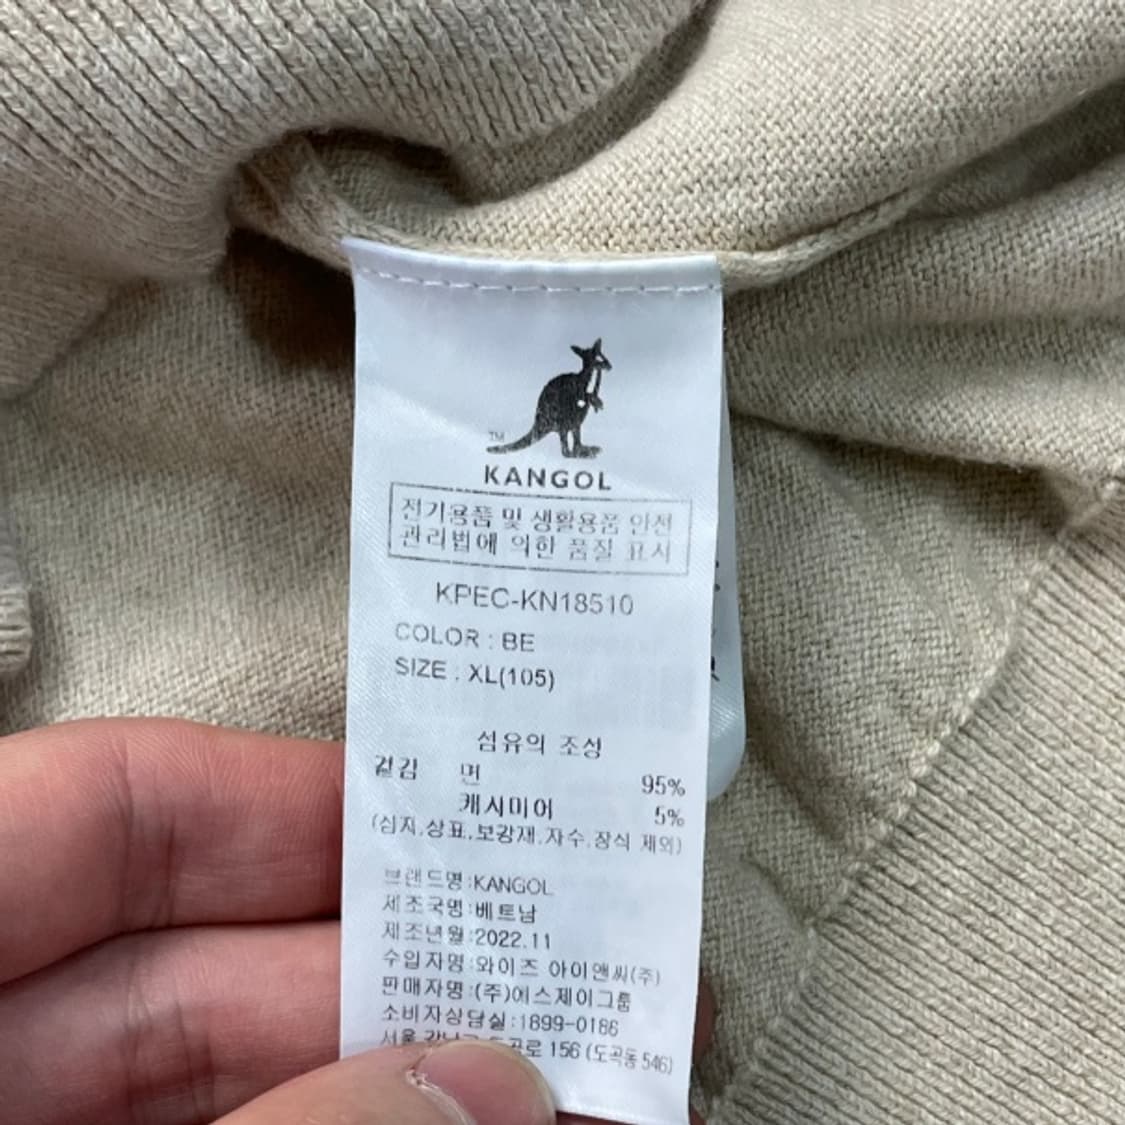 TM
KANGOL
전기용품 및 생활용품 안전
관리법에 의한 품질 표시
KPEC-KN18510
COLOR : BE
SIZE : XL(105)
섬유의 조성
겉감 면 95%
캐시미어 5%
(심지,상표,보강재,자수,장식 제외)
브랜드명:KANGOL
제조국명:베트남
제조년월:2022.11
수입자명:와이즈 아이앤씨(주)
판매자명:(주)에스제이그룹
소비자상담실:1899-0186
서울 156 (도곡동 546)